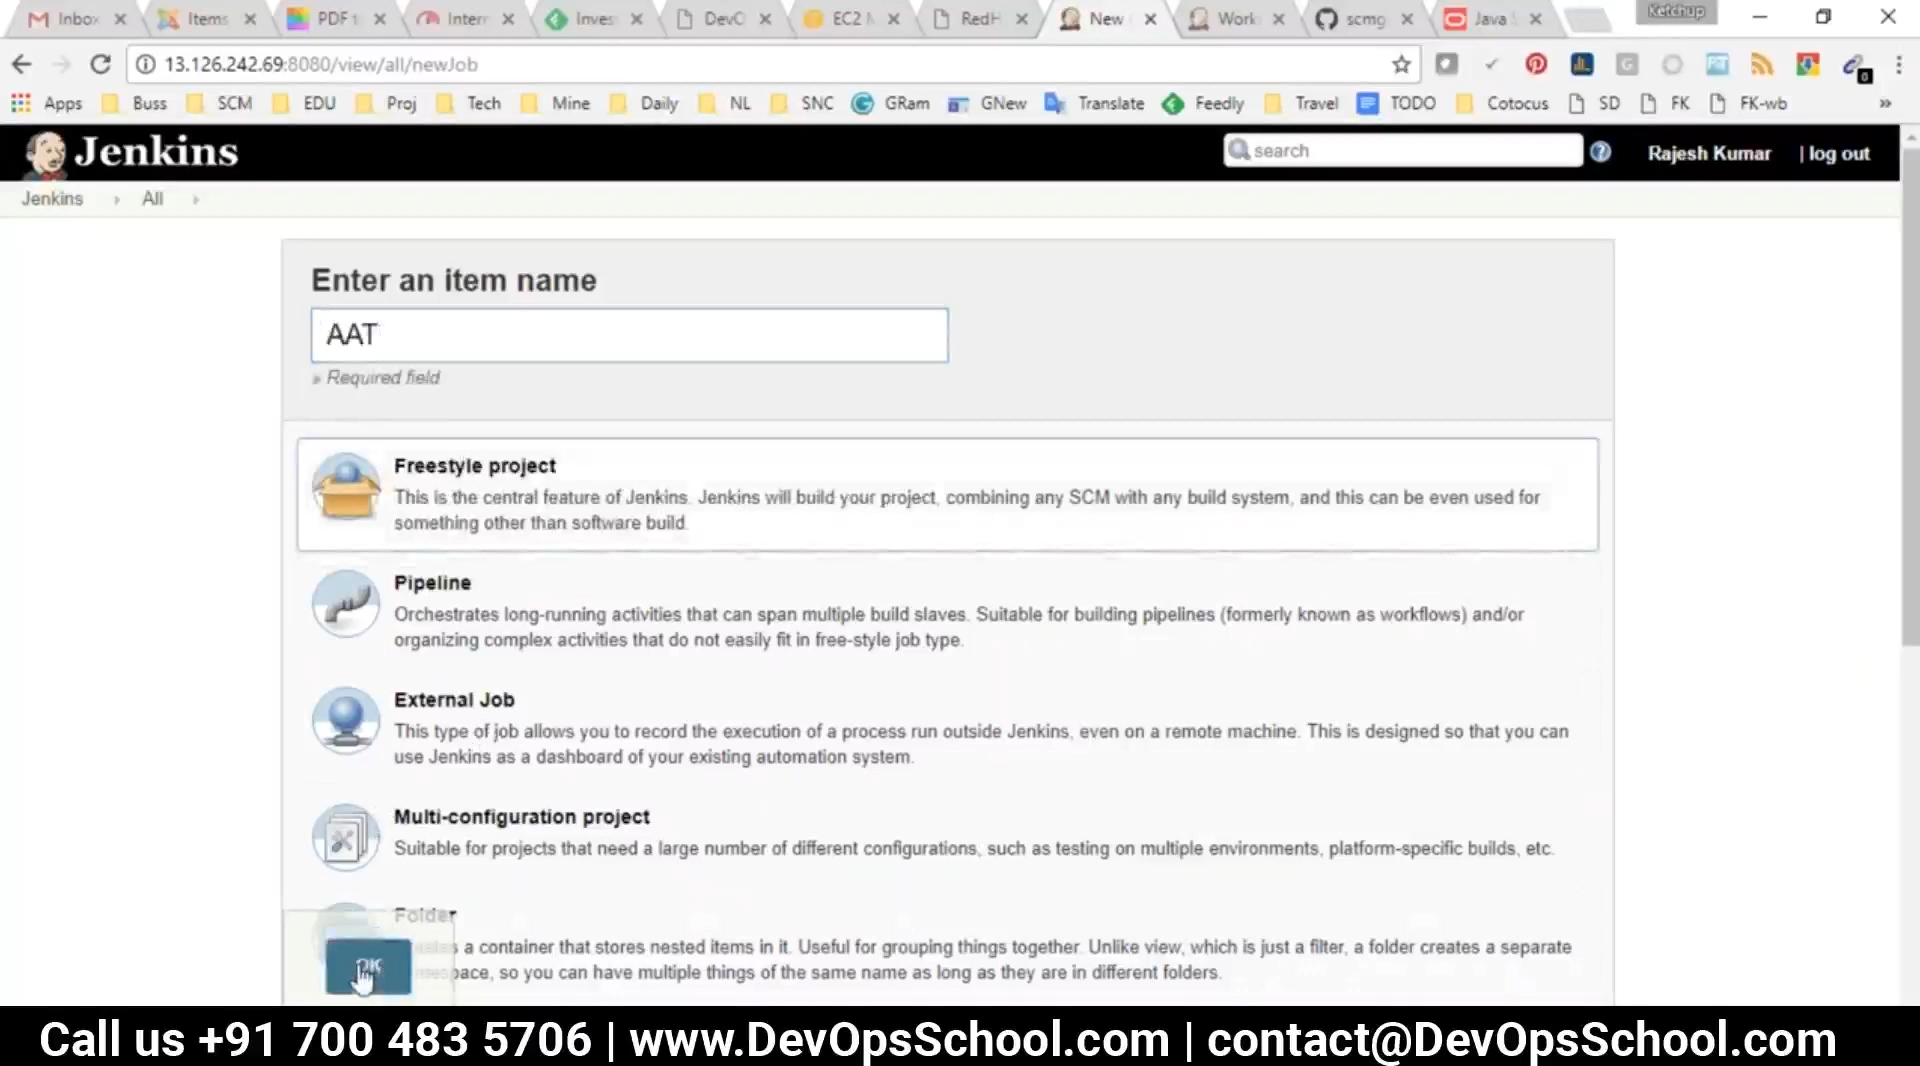 Inbox
Items
PDF t
Intern
Inves
DevO
EC2 M
RedH
New
Work
scmg
Java
Ketchup
13.126.242.69:8080/view/all/newJob
Apps Buss SCM EDU Proj Tech Mine Daily NL SNC GRam GNew Translate Feedly Travel TODO Cotocus SD FK FK-wb »
Jenkins
search
Rajesh Kumar | log out
Jenkins All
Enter an item name
AAT
» Required field
Freestyle project
This is the central feature of Jenkins. Jenkins will build your project, combining any SCM with any build system, and this can be even used for
something other than software build.
Pipeline
Orchestrates long-running activities that can span multiple build slaves. Suitable for building pipelines (formerly known as workflows) and/or
organizing complex activities that do not easily fit in free-style job type.
External Job
This type of job allows you to record the execution of a process run outside Jenkins, even on a remote machine. This is designed so that you can
use Jenkins as a dashboard of your existing automation system.
Multi-configuration project
Suitable for projects that need a large number of different configurations, such as testing on multiple environments, platform-specific builds, etc.
Folder
a container that stores nested items in it. Useful for grouping things together. Unlike view, which is just a filter, a folder creates a separate
OK
so you can have multiple things of the same name as long as they are in different folders.
Call us +91 700 483 5706 | www.DevOpsSchool.com | contact@DevOpsSchool.com